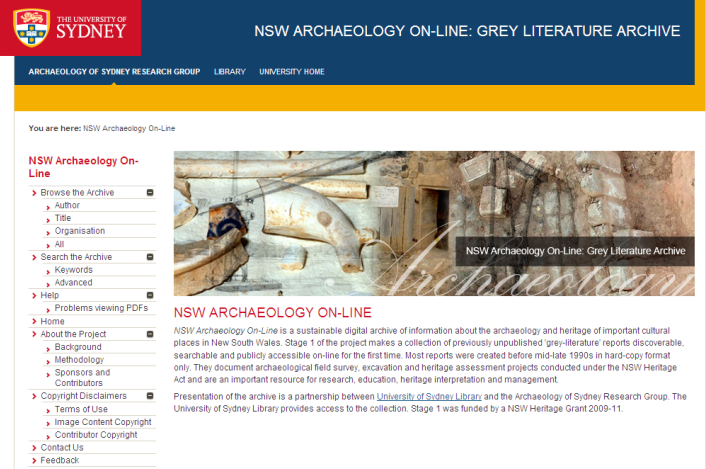 THE UNIVERSITY OF
SYDNEY
NSW ARCHAEOLOGY ON-LINE: GREY LITERATURE ARCHIVE
ARCHAEOLOGY OF SYDNEY RESEARCH GROUP LIBRARY UNIVERSITY HOME
You are here: NSW Archaeology On-Line
NSW Archaeology On-
Line
Browse the Archive
Author
Title
Organisation
All
Search the Archive
Keywords
Advanced
Help
Problems viewing PDFs
Home
About the Project
Background
Methodology
Sponsors and
Contributors
Copyright Disclaimers
Terms of Use
Image Content Copyright
Contributor Copyright
Contact Us
Feedback
NSW Archaeology On-Line: Grey Literature Archive
Archaeology
NSW ARCHAEOLOGY ON-LINE
NSW Archaeology On-Line is a sustainable digital archive of information about the archaeology and heritage of important cultural
places in New South Wales. Stage 1 of the project makes a collection of previously unpublished 'grey-literature' reports discoverable,
searchable and publicly accessible on-line for the first time. Most reports were created before mid-late 1990s in hard-copy format
only. They document archaeological field survey, excavation and heritage assessment projects conducted under the NSW Heritage
Act and are an important resource for research, education, heritage interpretation and management.
Presentation of the archive is a partnership between University of Sydney Library and the Archaeology of Sydney Research Group. The
University of Sydney Library provides access to the collection. Stage 1 was funded by a NSW Heritage Grant 2009-11.